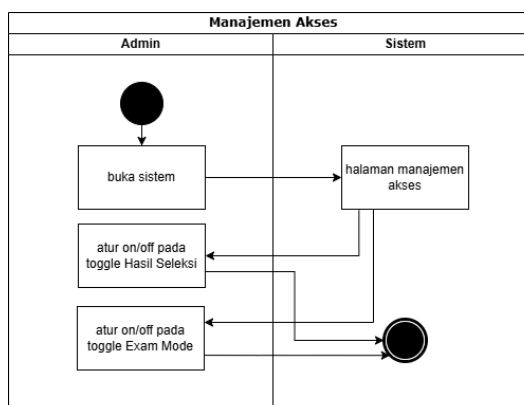 Manajemen Akses
Admin
Sistem
buka sistem
halaman manajemen
akses
atur on/off pada
toggle Hasil Seleksi
atur on/off pada
toggle Exam Mode